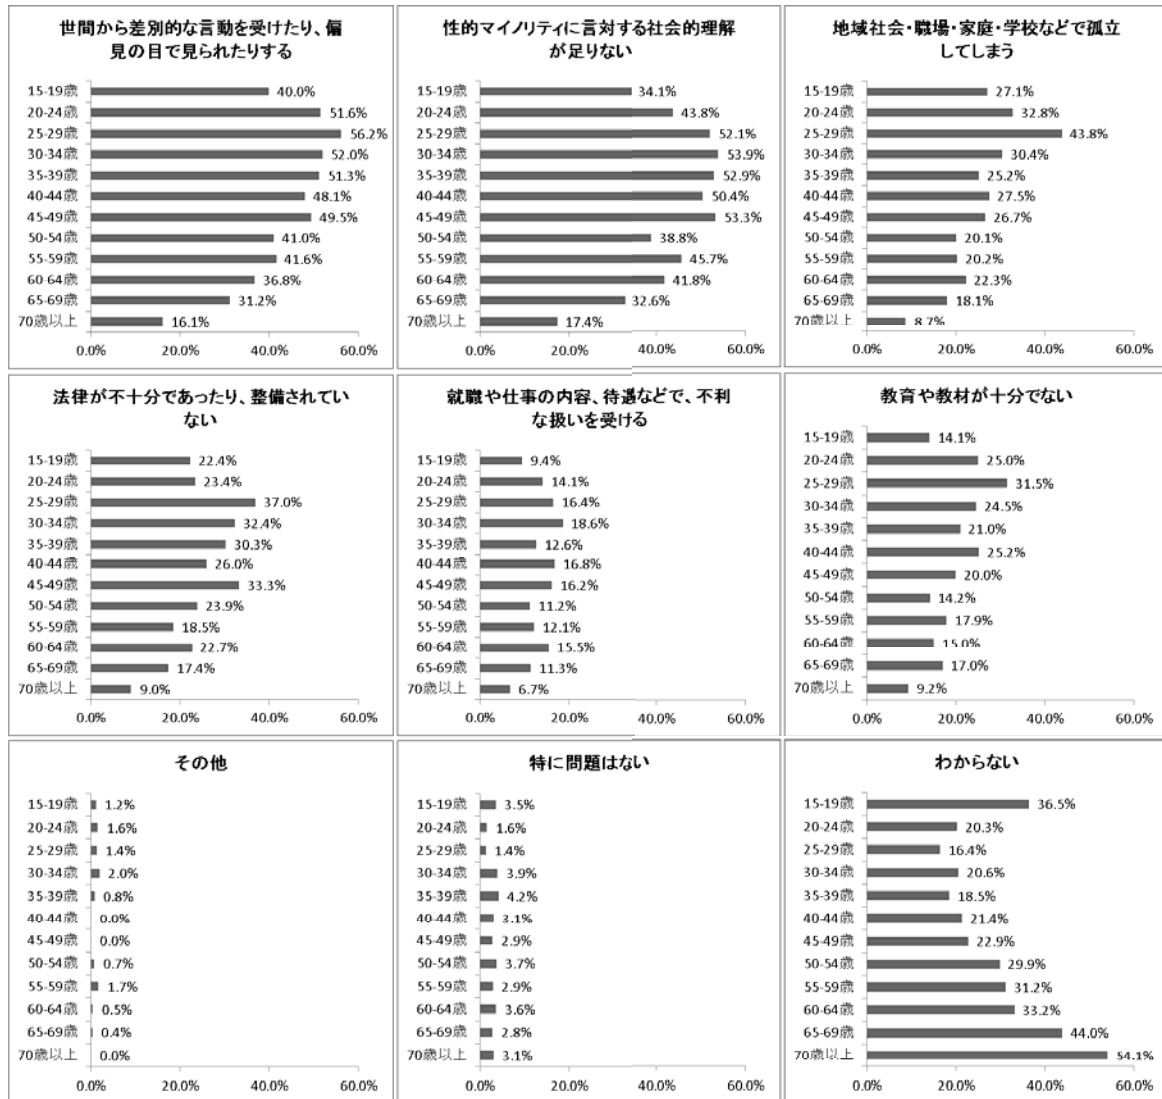 世間から差別的な言動を受けたり、偏
見の目で見られたりする
15-19歳 40.0%
20-24歳 51.6%
25-29歳 56.2%
30-34歳 52.0%
35-39歳 51.3%
40-44歳 48.1%
45-49歳 49.5%
50-54歳 41.0%
55-59歳 41.6%
60-64歳 36.8%
65-69歳 31.2%
70歳以上 16.1%
0.0% 20.0% 40.0% 60.0%
性的マイノリティに言対する社会的理解
が足りない
15-19歳 34.1%
20-24歳 43.8%
25-29歳 52.1%
30-34歳 53.9%
35-39歳 52.9%
40-44歳 50.4%
45-49歳 53.3%
50-54歳 38.8%
55-59歳 45.7%
60-64歳 41.8%
65-69歳 32.6%
70歳以上 17.4%
0.0% 20.0% 40.0% 60.0%
地域社会・職場・家庭・学校などで孤立
してしまう
15-19歳 27.1%
20-24歳 32.8%
25-29歳 43.8%
30-34歳 30.4%
35-39歳 25.2%
40-44歳 27.5%
45-49歳 26.7%
50-54歳 20.1%
55-59歳 20.2%
60-64歳 22.3%
65-69歳 18.1%
70歳以上 8.7%
0.0% 20.0% 40.0% 60.0%
法律が不十分であったり、整備されてい
ない
15-19歳 22.4%
20-24歳 23.4%
25-29歳 37.0%
30-34歳 32.4%
35-39歳 30.3%
40-44歳 26.0%
45-49歳 33.3%
50-54歳 23.9%
55-59歳 18.5%
60-64歳 22.7%
65-69歳 17.4%
70歳以上 9.0%
0.0% 20.0% 40.0% 60.0%
就職や仕事の内容、待遇などで、不利
な扱いを受ける
15-19歳 9.4%
20-24歳 14.1%
25-29歳 16.4%
30-34歳 18.6%
35-39歳 12.6%
40-44歳 16.8%
45-49歳 16.2%
50-54歳 11.2%
55-59歳 12.1%
60-64歳 15.5%
65-69歳 11.3%
70歳以上 6.7%
0.0% 20.0% 40.0% 60.0%
教育や教材が十分でない
15-19歳 14.1%
20-24歳 25.0%
25-29歳 31.5%
30-34歳 24.5%
35-39歳 21.0%
40-44歳 25.2%
45-49歳 20.0%
50-54歳 14.2%
55-59歳 17.9%
60-64歳 15.0%
65-69歳 17.0%
70歳以上 9.2%
0.0% 20.0% 40.0% 60.0%
その他
15-19歳 1.2%
20-24歳 1.6%
25-29歳 1.4%
30-34歳 2.0%
35-39歳 0.8%
40-44歳 0.0%
45-49歳 0.0%
50-54歳 0.7%
55-59歳 1.7%
60-64歳 0.5%
65-69歳 0.4%
70歳以上 0.0%
0.0% 20.0% 40.0% 60.0%
特に問題はない
15-19歳 3.5%
20-24歳 1.6%
25-29歳 1.4%
30-34歳 3.9%
35-39歳 4.2%
40-44歳 3.1%
45-49歳 2.9%
50-54歳 3.7%
55-59歳 2.9%
60-64歳 3.6%
65-69歳 2.8%
70歳以上 3.1%
0.0% 20.0% 40.0% 60.0%
わからない
15-19歳 36.5%
20-24歳 20.3%
25-29歳 16.4%
30-34歳 20.6%
35-39歳 18.5%
40-44歳 21.4%
45-49歳 22.9%
50-54歳 29.9%
55-59歳 31.2%
60-64歳 33.2%
65-69歳 44.0%
70歳以上 54.1%
0.0% 20.0% 40.0% 60.0%